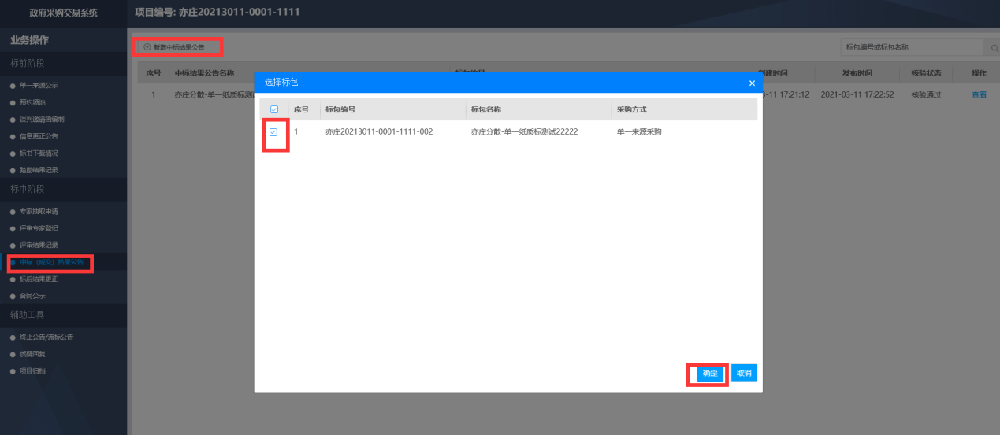 政府采购交易系统
项目编号: 亦庄20213011-0001-1111
业务操作
标前阶段
单一来源公示
预约场地
谈判邀请函编制
信息更正公告
标书下载情况
踏勘结果记录
标中阶段
专家抽取申请
评审专家登记
评审结果记录
中标（成交）结果公告
标后结果更正
合同公示
辅助工具
终止公告/流标公告
质疑回复
项目归档
新增中标结果公告
标包编号或标包名称
序号 中标结果公告名称 创建时间 发布时间 核验状态 操作
1 亦庄分散-单一纸质标测试 3-11 17:21:12 2021-03-11 17:22:52 核验通过 查看
选择标包
序号 标包编号 标包名称 采购方式
1 亦庄20213011-0001-1111-002 亦庄分散-单一纸质标测试22222 单一来源采购
确定 取消